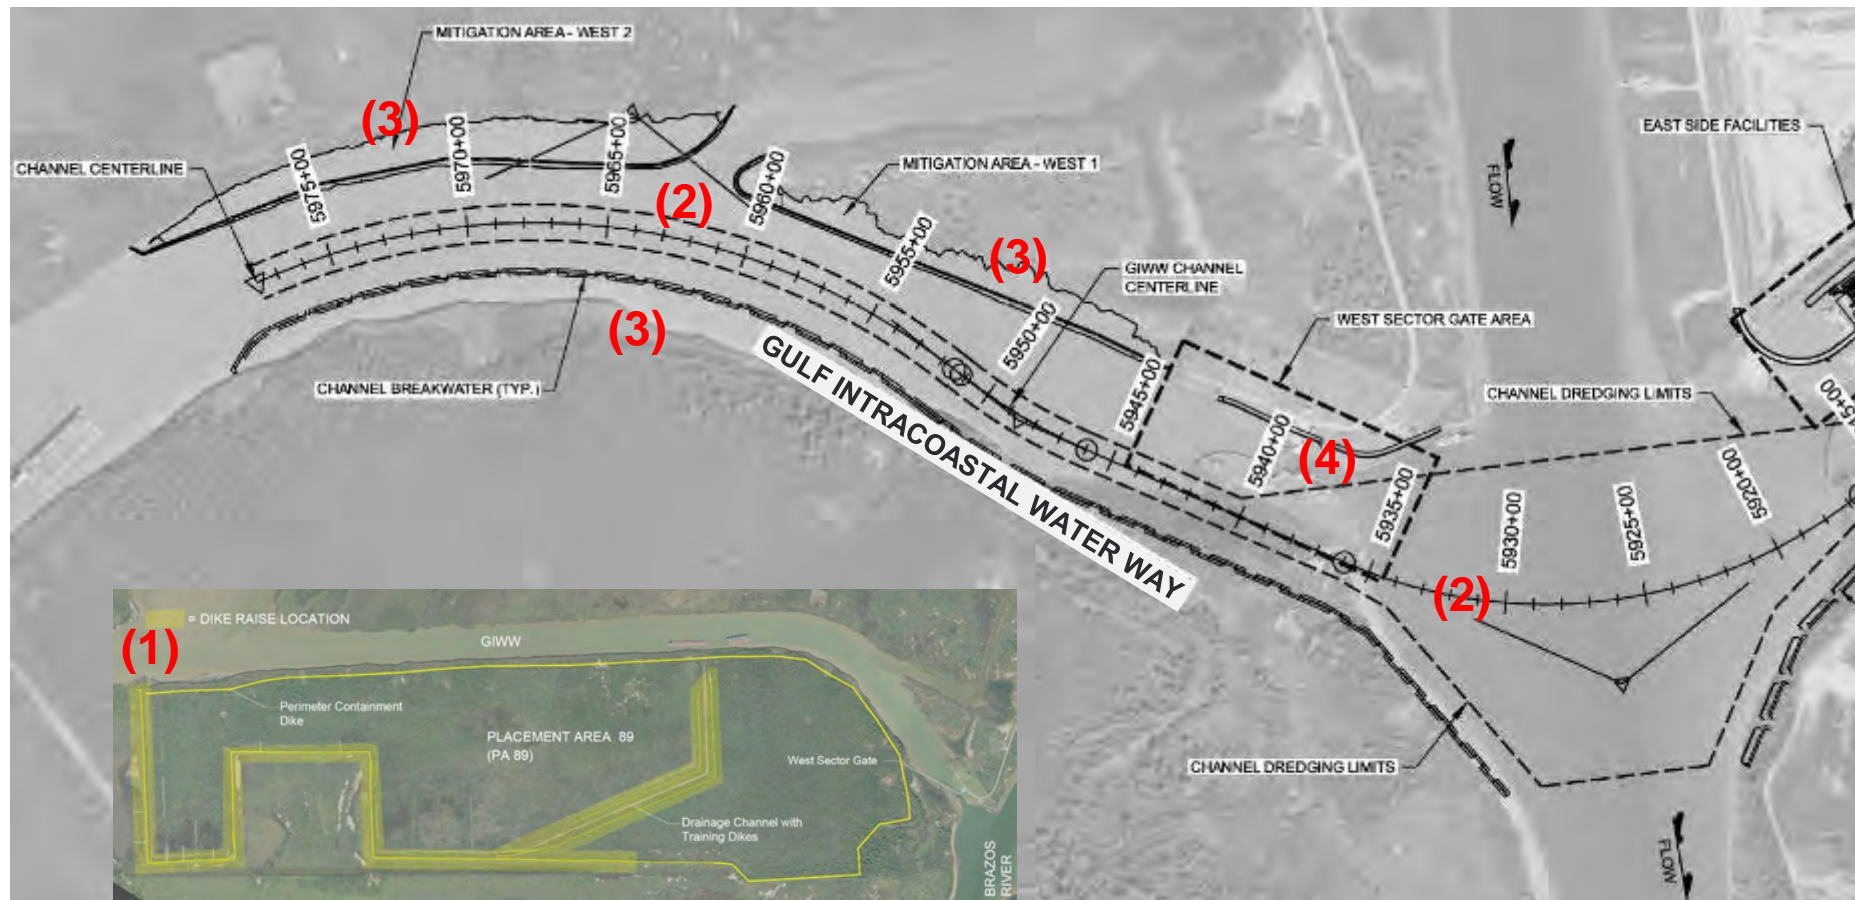 MITIGATION AREA - WEST 2
(3)
CHANNEL CENTERLINE
5975+00
5970+00
5965+00
(2)
5960+00
MITIGATION AREA - WEST 1
5955+00
(3)
GIWW CHANNEL
CENTERLINE
5950+00
(3)
CHANNEL BREAKWATER (TYP.)
GULF INTRACOASTAL WATER WAY
5945+00
WEST SECTOR GATE AREA
5940+00
(4)
5935+00
FLOW
EAST SIDE FACILITIES
CHANNEL DREDGING LIMITS
5930+00
5925+00
5920+00
15+00
(2)
CHANNEL DREDGING LIMITS
FLOW
= DIKE RAISE LOCATION
(1)
GIWW
Perimeter Containment
Dike
PLACEMENT AREA 89
(PA 89)
West Sector Gate
Drainage Channel with
Training Dikes
BRAZOS
RIVER